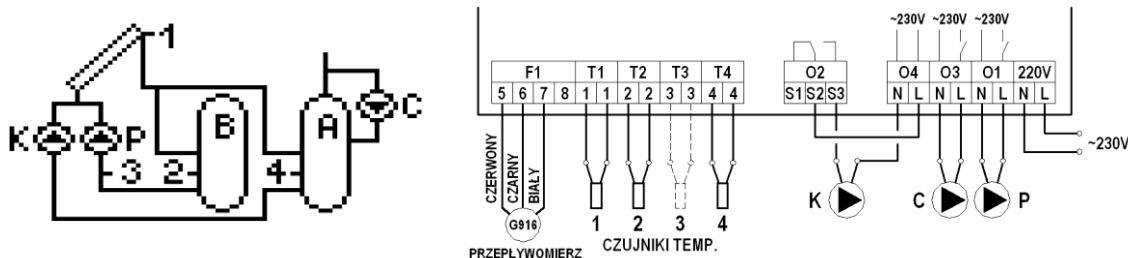 1
K
P
B
A
C
3
2
4
~230V ~230V ~230V
F1 T1 T2 T3 T4 O2 O4 O3 O1 220V
5 6 7 8 1 1 2 2 3 3 4 4 S1 S2 S3 N L N L N L N L
~230V
CZERWONY
CZARNY
BIAŁY
G916
PRZEPŁYWOMIERZ
1 2 3 4
CZUJNIKI TEMP.
K C P